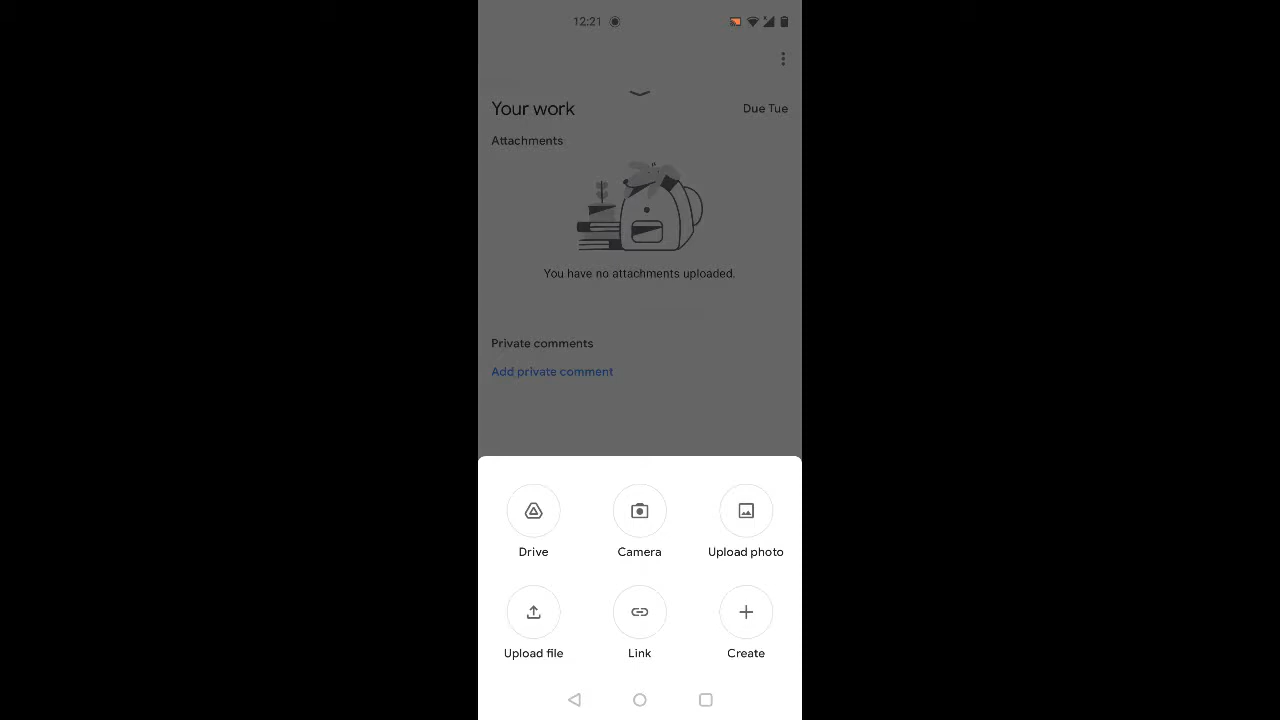 12:21
Your work
Due Tue
Attachments
You have no attachments uploaded.
Private comments
Add private comment
Drive
Camera
Upload photo
Upload file
Link
Create